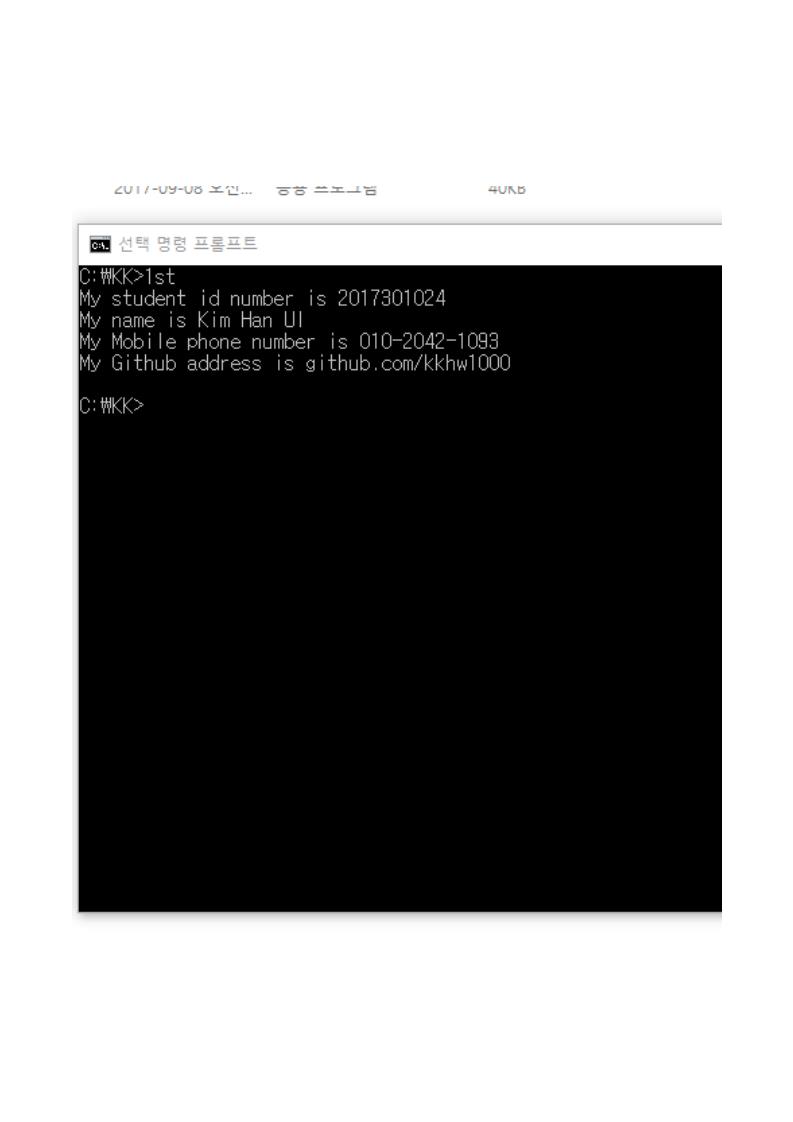 2017-09-08 오전... 응용 프로그램 40KB
선택 명령 프롬프트
C:₩KK>1st
My student id number is 2017301024
My name is Kim Han Ul
My Mobile phone number is 010-2042-1093
My Github address is github.com/kkhw1000
C:₩KK>